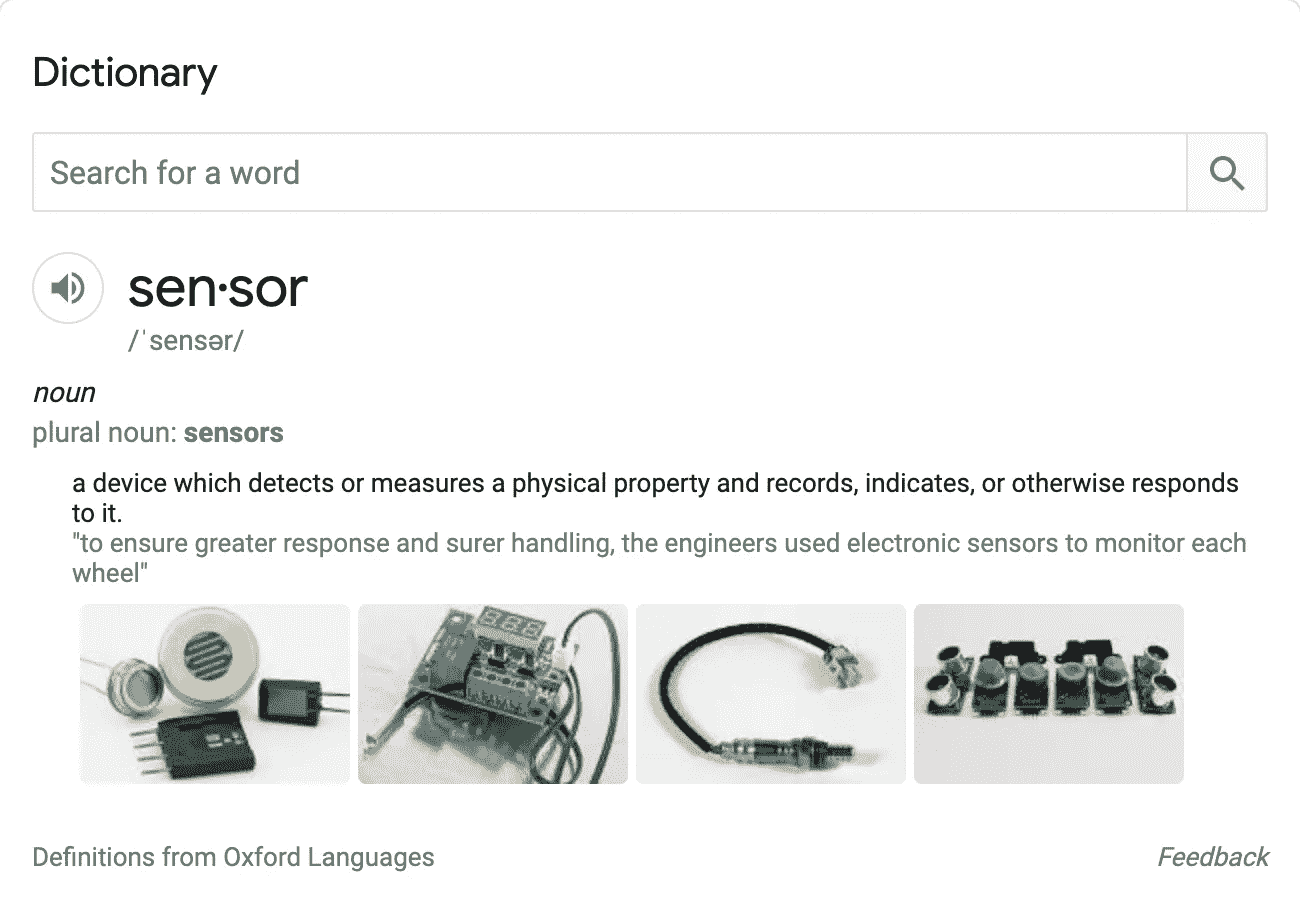 Dictionary
Search for a word
sen·sor
/ˈsensər/
noun
plural noun: sensors
a device which detects or measures a physical property and records, indicates, or otherwise responds
to it.
"to ensure greater response and surer handling, the engineers used electronic sensors to monitor each
wheel"
Definitions from Oxford Languages
Feedback